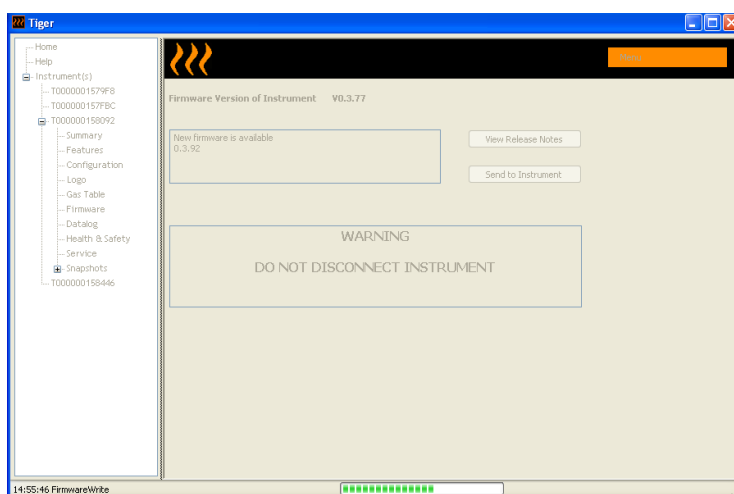 Tiger
Home
Help
Instrument(s)
T0000001579F8
T000000157FBC
T000000158092
Summary
Features
Configuration
Logo
Gas Table
Firmware
Datalog
Health & Safety
Service
Snapshots
T000000158446
Firmware Version of Instrument V0.3.77
New firmware is available
0.3.92
View Release Notes
Send to Instrument
WARNING
DO NOT DISCONNECT INSTRUMENT
14:55:46 FirmwareWrite